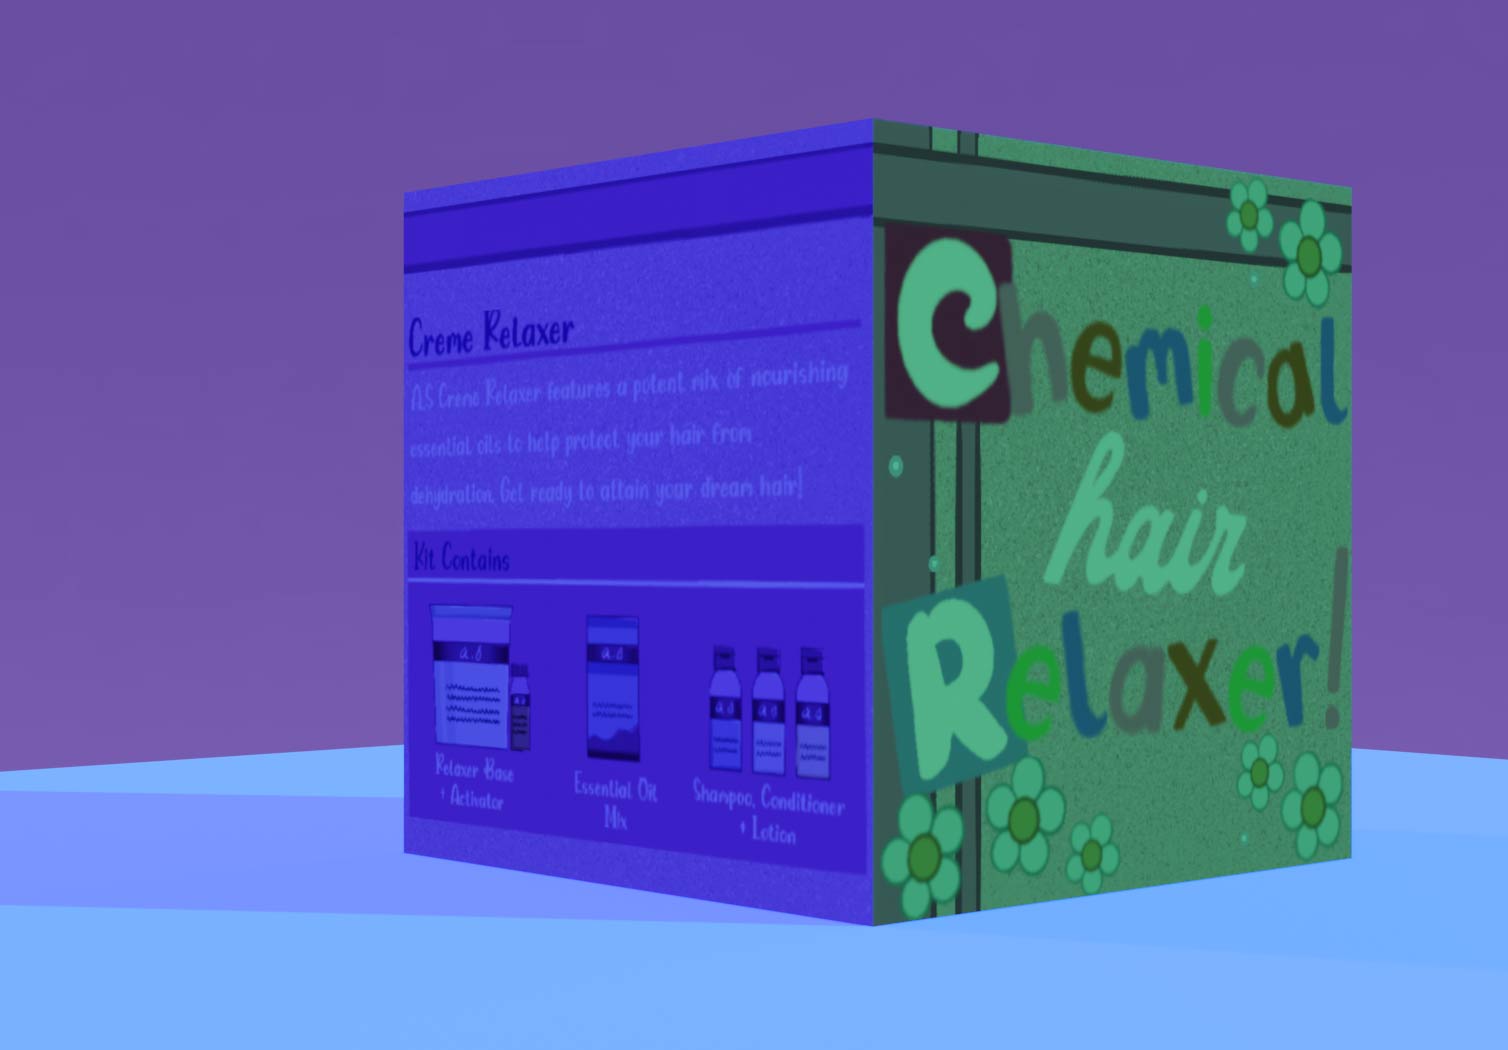 Creme Relaxer
A.S Creme Relaxer features a potent mix of nourishing
essential oils to help protect your hair from
dehydration. Get ready to attain your dream hair!
Kit Contains
a.s
a.s
a.s
a.s
a.s
a.s
Relaxer Base
+ Activator
Essential Oil
Mix
Shampoo, Conditioner
+ Lotion
Chemical
hair
Relaxer!